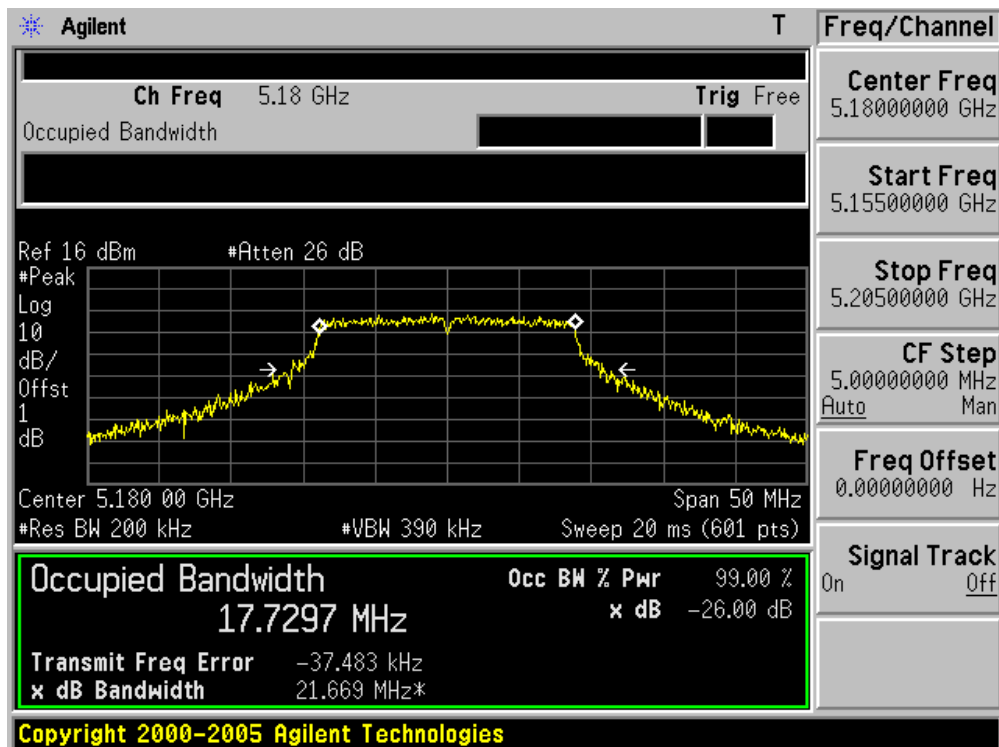 Agilent T
Ch Freq 5.18 GHz Trig Free
Occupied Bandwidth
Ref 16 dBm #Atten 26 dB
#Peak
Log
10
dB/
Offst
1
dB
Center 5.180 00 GHz Span 50 MHz
#Res BW 200 kHz #VBW 390 kHz Sweep 20 ms (601 pts)
Occupied Bandwidth
17.7297 MHz
Occ BW % Pwr 99.00 %
x dB -26.00 dB
Transmit Freq Error -37.483 kHz
x dB Bandwidth 21.669 MHz*
Copyright 2000-2005 Agilent Technologies
Freq/Channel
Center Freq
5.18000000 GHz
Start Freq
5.15500000 GHz
Stop Freq
5.20500000 GHz
CF Step
5.00000000 MHz
Auto Man
Freq Offset
0.00000000 Hz
Signal Track
On Off